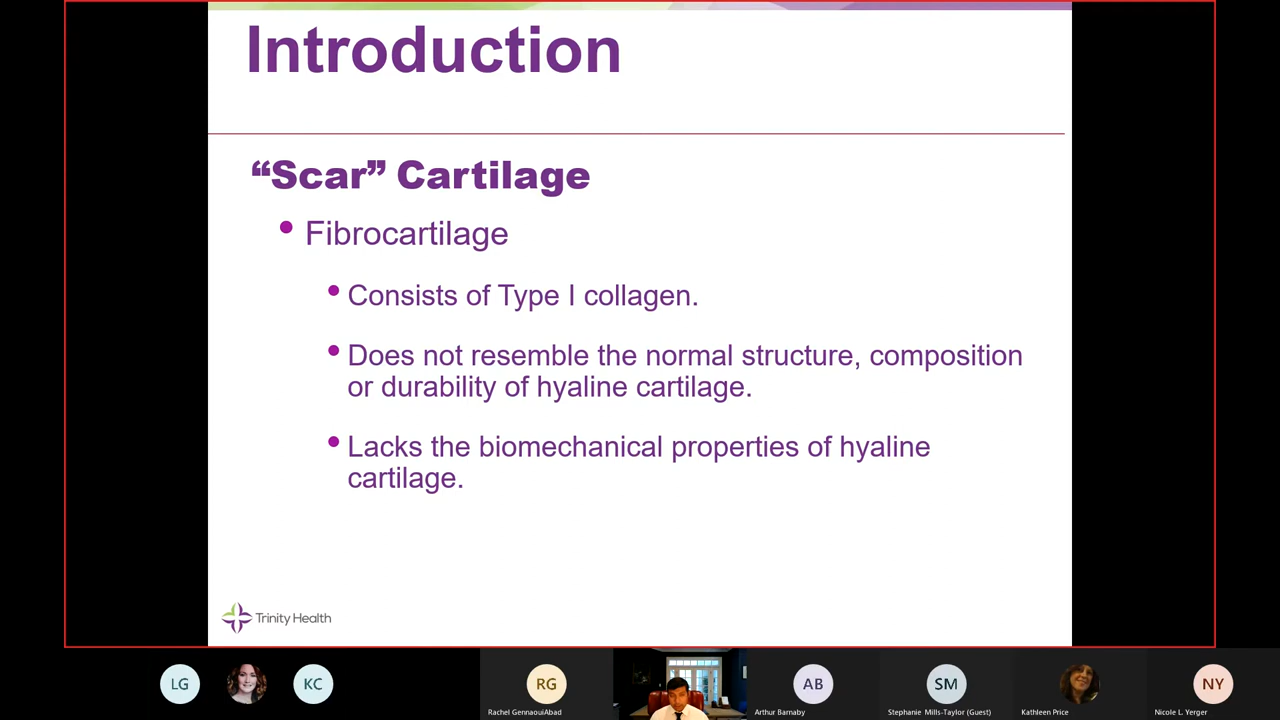 Introduction
“Scar” Cartilage
Fibrocartilage
Consists of Type I collagen.
Does not resemble the normal structure, composition
or durability of hyaline cartilage.
Lacks the biomechanical properties of hyaline
cartilage.
Trinity Health
LG
KC
RG
AB
SM
NY
Rachel GennaouiAbad
Arthur Barnaby
Stephanie Mills-Taylor (Guest)
Kathleen Price
Nicole L. Yerger